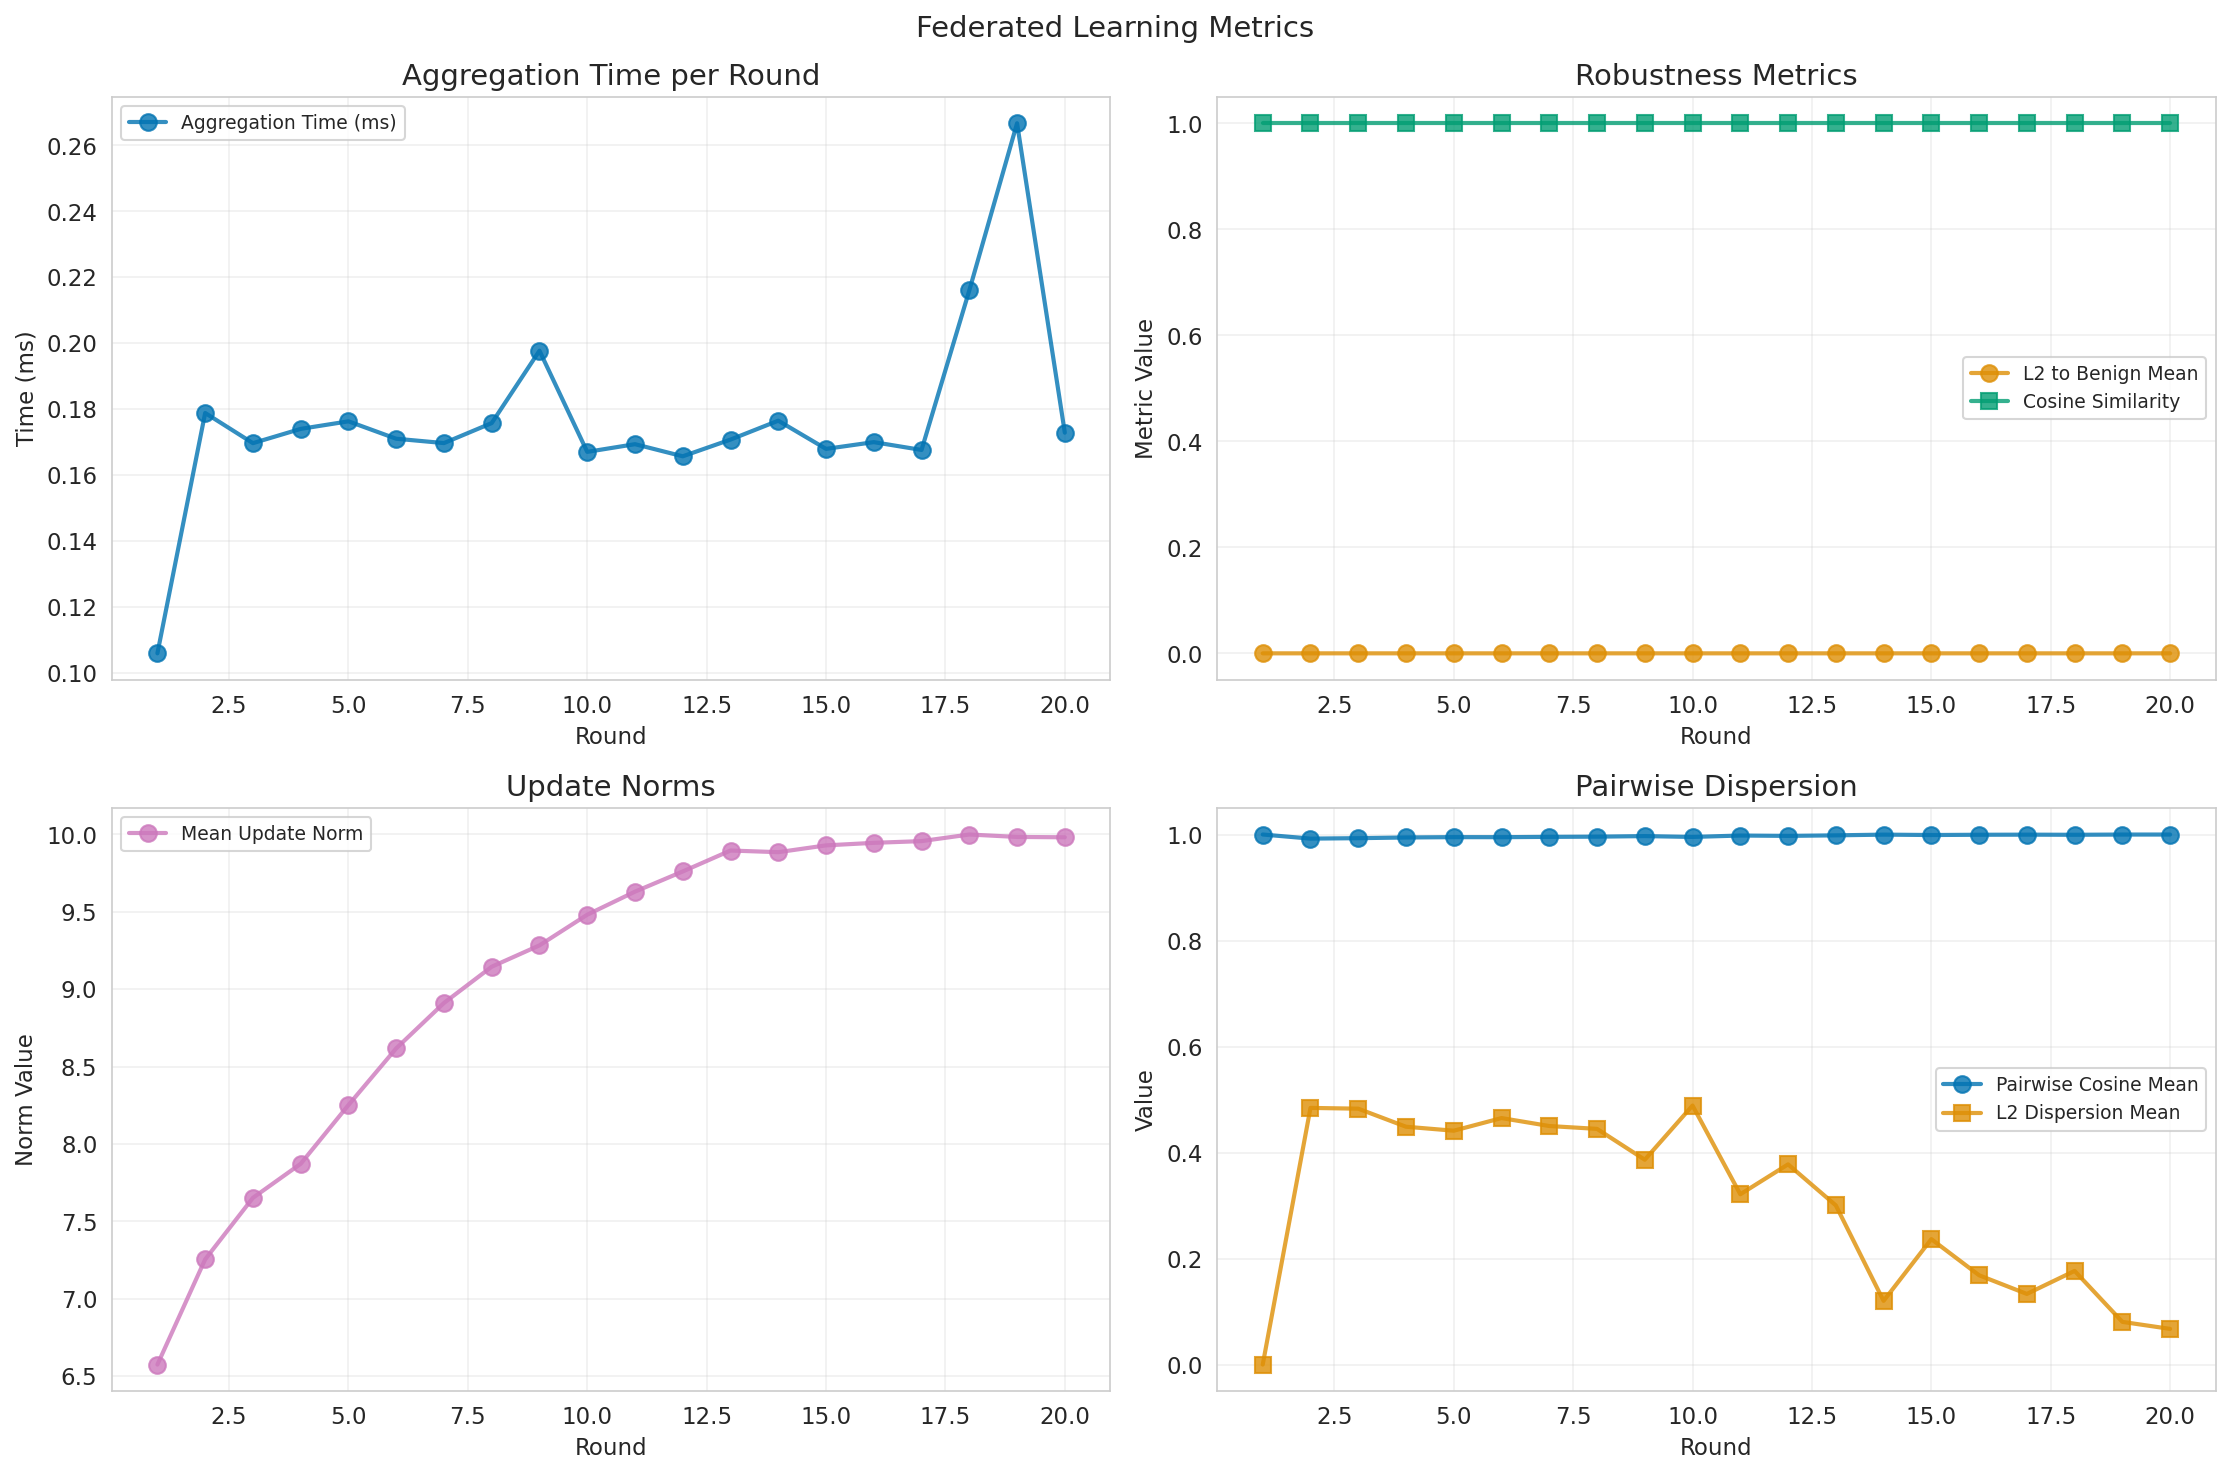 Federated Learning Metrics
Aggregation Time per Round
Aggregation Time (ms)
Time (ms)
0.26
0.24
0.22
0.20
0.18
0.16
0.14
0.12
0.10
2.5 5.0 7.5 10.0 12.5 15.0 17.5 20.0
Round
Robustness Metrics
Metric Value
1.0
0.8
0.6
0.4
0.2
0.0
L2 to Benign Mean
Cosine Similarity
2.5 5.0 7.5 10.0 12.5 15.0 17.5 20.0
Round
Update Norms
Mean Update Norm
Norm Value
10.0
9.5
9.0
8.5
8.0
7.5
7.0
6.5
2.5 5.0 7.5 10.0 12.5 15.0 17.5 20.0
Round
Pairwise Dispersion
Value
1.0
0.8
0.6
0.4
0.2
0.0
Pairwise Cosine Mean
L2 Dispersion Mean
2.5 5.0 7.5 10.0 12.5 15.0 17.5 20.0
Round